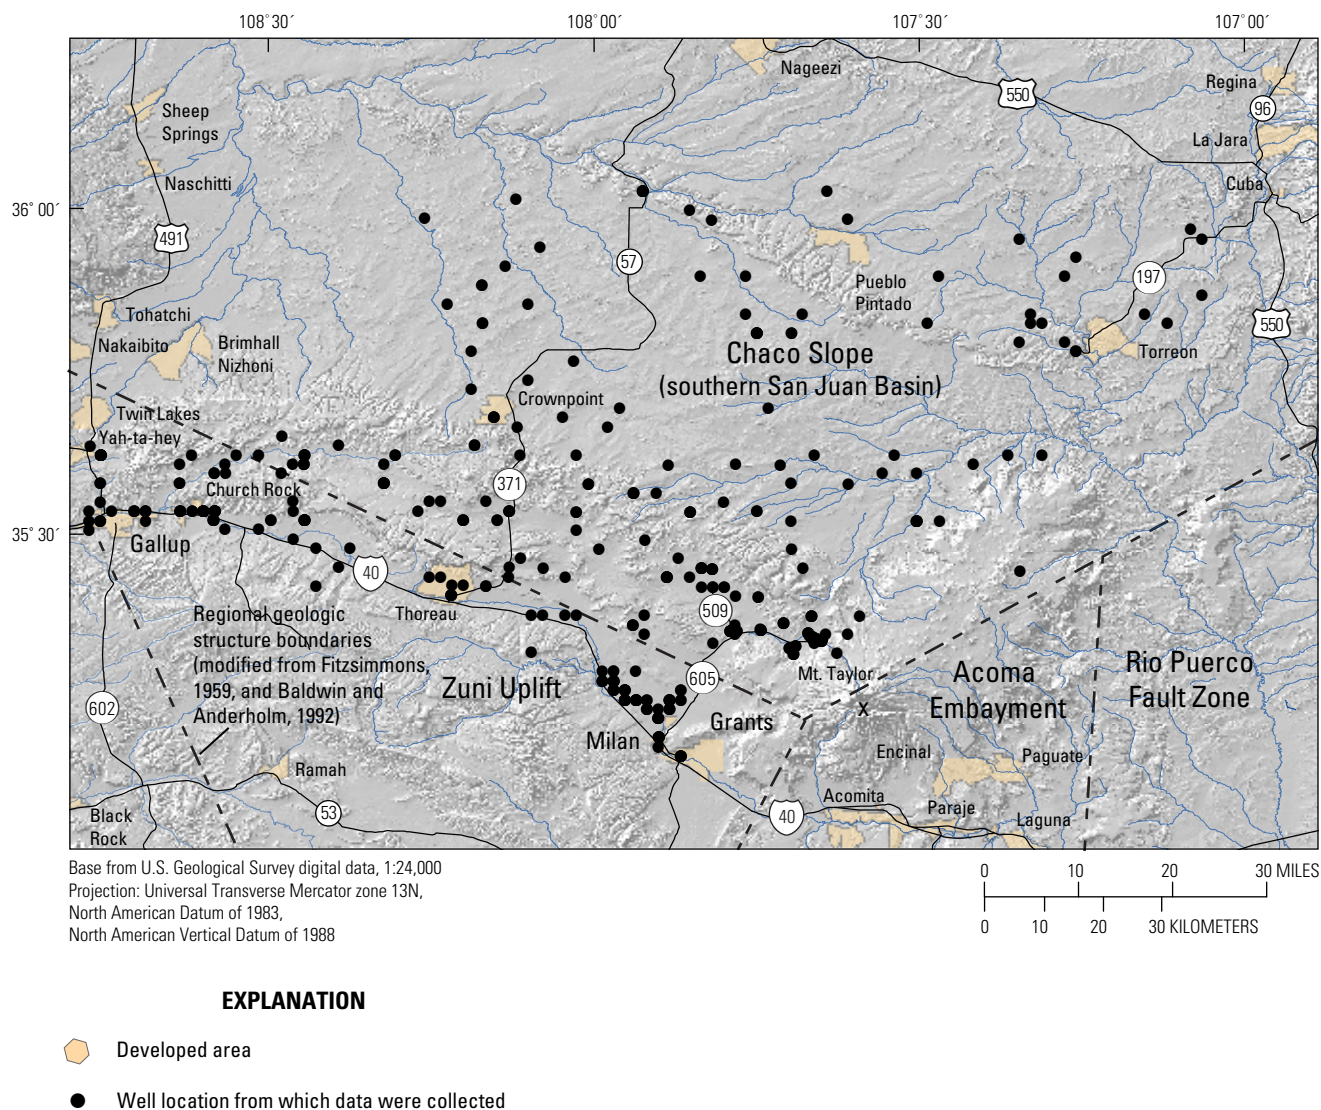 108°30'
108°00'
107°30'
107°00'
Nageezi
550
Regina
96
Sheep
Springs
La Jara
Naschitti
Cuba
36°00'
491
57
197
Pueblo
Pintado
Tohatchi
550
Nakaibito
Brimhall
Nizhoni
Torreon
Chaco Slope
(southern San Juan Basin)
Crownpoint
Twin Lakes
Yah-ta-hey
371
Church Rock
35°30'
Gallup
40
Thoreau
509
Regional geologic
structure boundaries
(modified from Fitzsimmons,
1959, and Baldwin and
Anderholm, 1992)
Mt. Taylor
x
605
Zuni Uplift
Acoma
Embayment
Rio Puerco
Fault Zone
602
Grants
Milan
Encinal
Paguate
Ramah
53
Acomita
40
Paraje
Laguna
Black
Rock
Base from U.S. Geological Survey digital data, 1:24,000
Projection: Universal Transverse Mercator zone 13N,
North American Datum of 1983,
North American Vertical Datum of 1988
0 10 20 30 MILES
0 10 20 30 KILOMETERS
EXPLANATION
Developed area
Well location from which data were collected